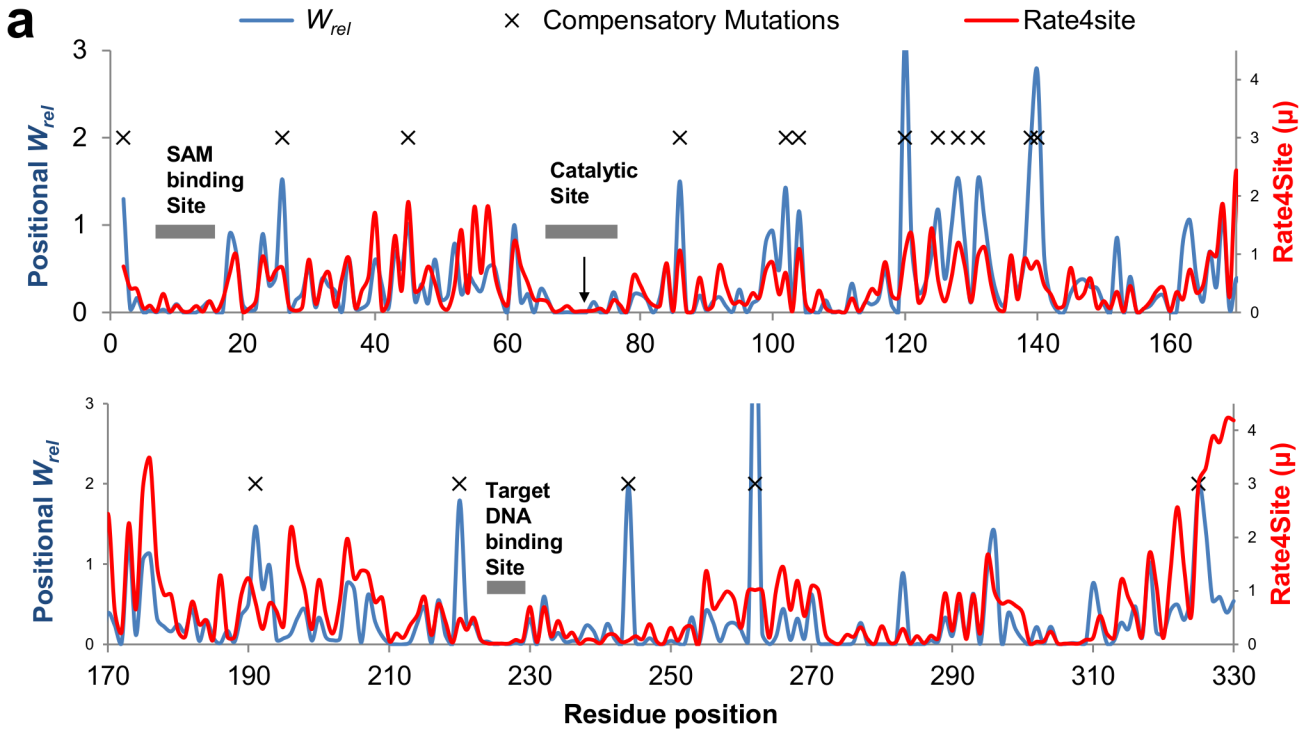 a
W_rel × Compensatory Mutations Rate4site
Positional W_rel
3
2
1
0
SAM
binding
Site
Catalytic
Site
4
3
2
1
0
Rate4Site (μ)
0 20 40 60 80 100 120 140 160
Positional W_rel
3
2
1
0
Target
DNA
binding
Site
4
3
2
1
0
Rate4Site (μ)
170 190 210 230 250 270 290 310 330
Residue position